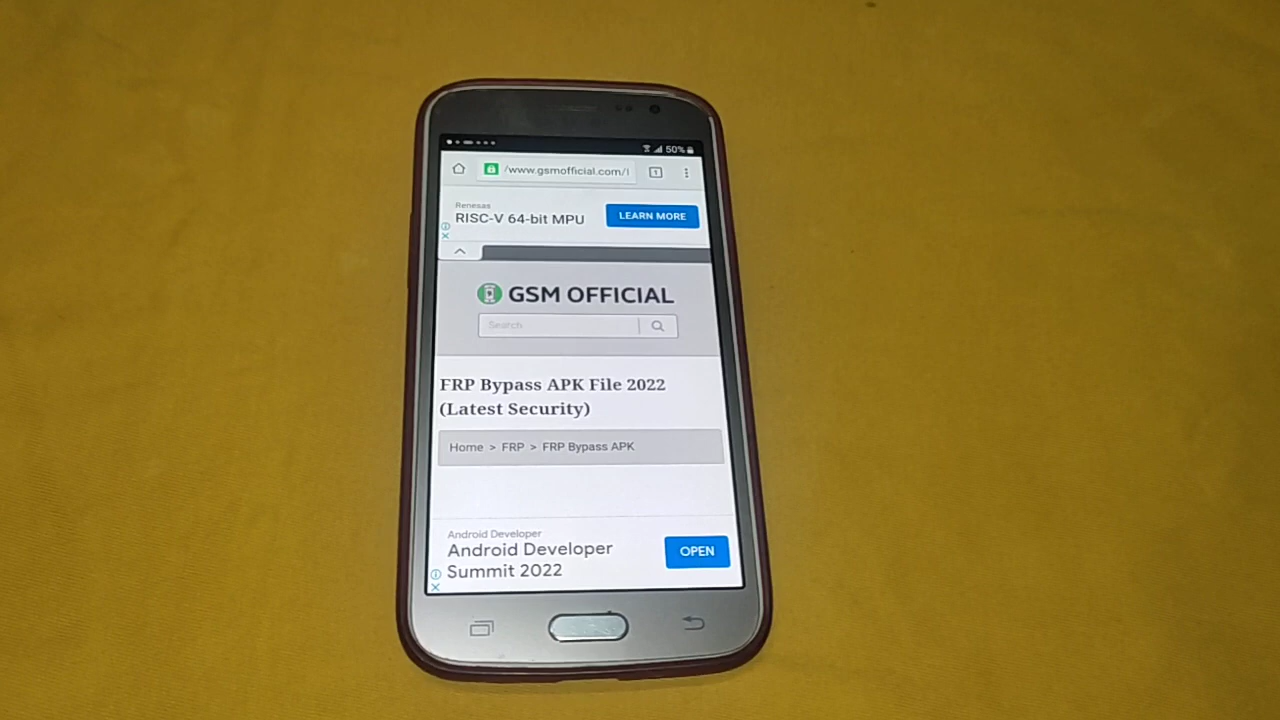 50%
/www.gsmofficial.com/
1
Renesas
RISC-V 64-bit MPU
LEARN MORE
GSM OFFICIAL
Search
FRP Bypass APK File 2022
(Latest Security)
Home > FRP > FRP Bypass APK
Android Developer
Android Developer
Summit 2022
OPEN